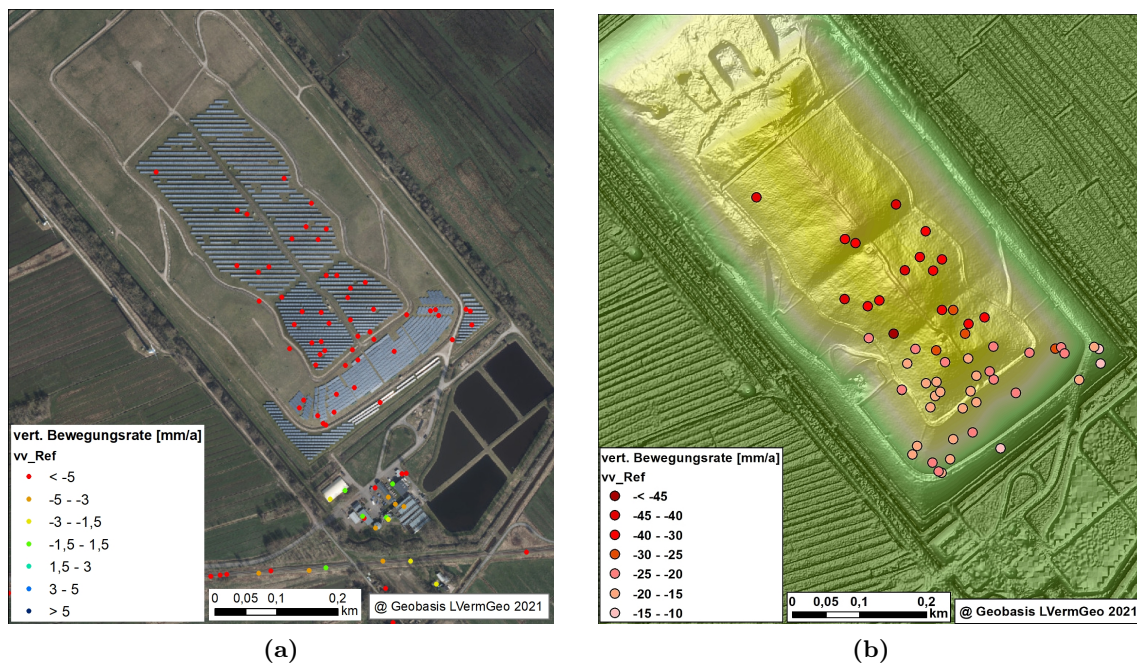 vert. Bewegungsrate [mm/a]
vv_Ref
< -5
-5 - -3
-3 - -1,5
-1,5 - 1,5
1,5 - 3
3 - 5
> 5
0 0,05 0,1 0,2
km
@ Geobasis LVermGeo 2021
(a)
vert. Bewegungsrate [mm/a]
vv_Ref
-< -45
-45 - -40
-40 - -30
-30 - -25
-25 - -20
-20 - -15
-15 - -10
0 0,05 0,1 0,2
km
@ Geobasis LVermGeo 2021
(b)